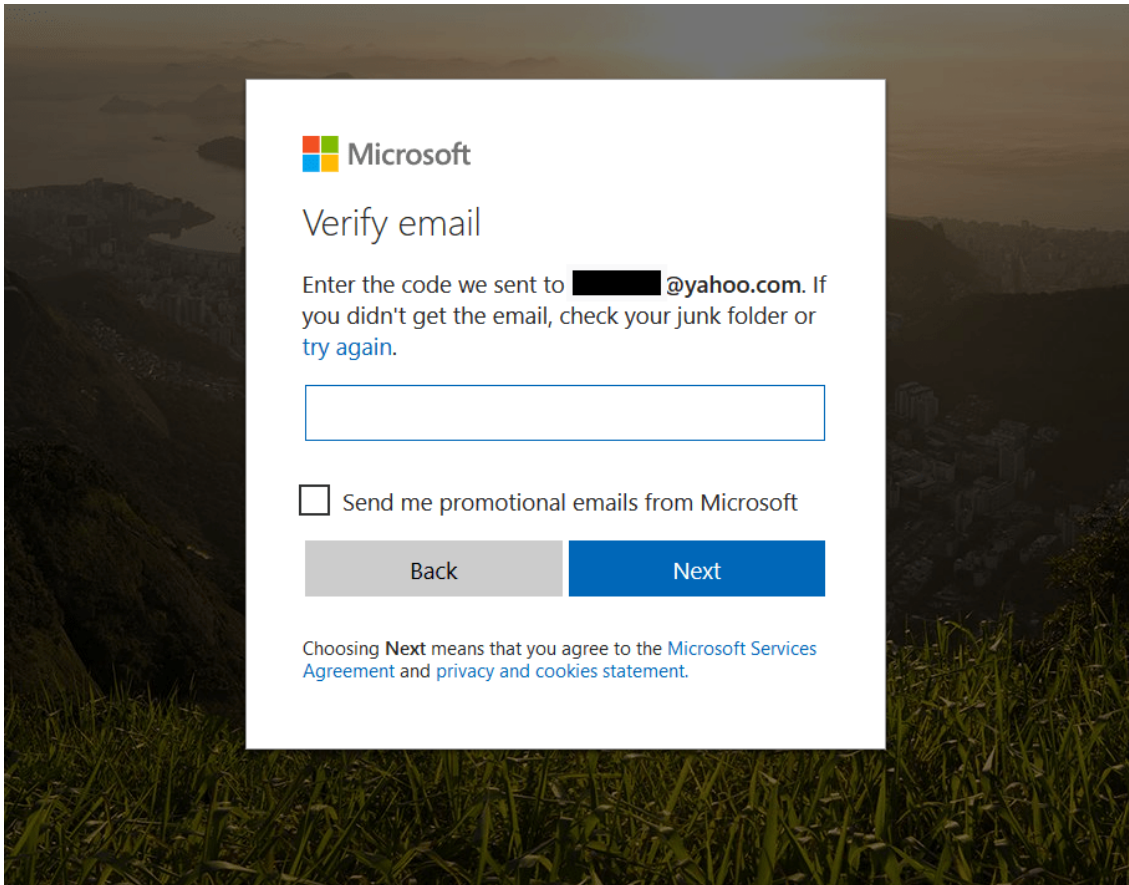 Microsoft
Verify email
Enter the code we sent to @yahoo.com. If
you didn't get the email, check your junk folder or
try again.
Send me promotional emails from Microsoft
Back Next
Choosing Next means that you agree to the Microsoft Services
Agreement and privacy and cookies statement.